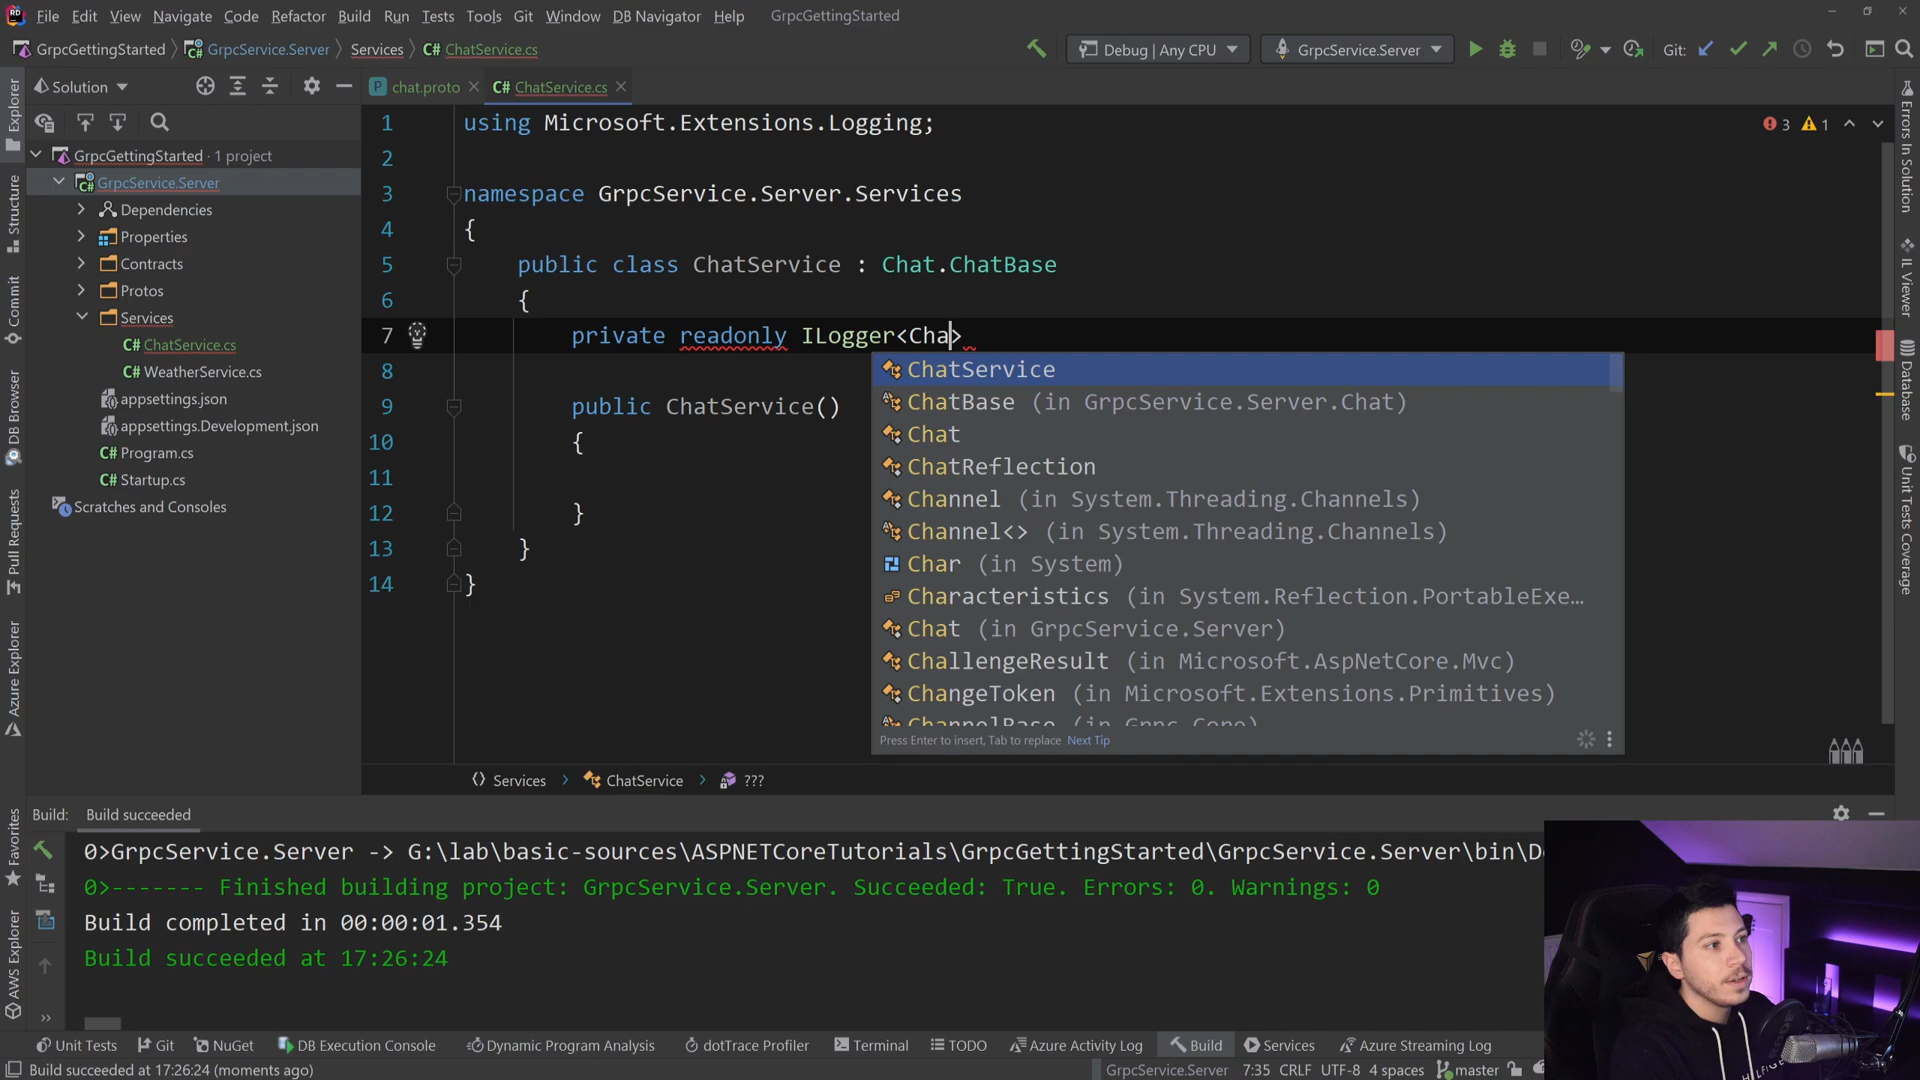 File Edit View Navigate Code Refactor Build Run Tests Tools Git Window DB Navigator Help GrpcGettingStarted
GrpcGettingStarted GrpcService.Server Services C# ChatService.cs Debug | Any CPU GrpcService.Server Git:
Solution
chat.proto C# ChatService.cs
GrpcGettingStarted · 1 project
GrpcService.Server
Dependencies
Properties
Contracts
Protos
Services
C# ChatService.cs
C# WeatherService.cs
appsettings.json
appsettings.Development.json
C# Program.cs
C# Startup.cs
Scratches and Consoles
Explorer
Structure
Commit
DB Browser
Pull Requests
Azure Explorer
Favorites
AWS Explorer
1 using Microsoft.Extensions.Logging;
2
3 namespace GrpcService.Server.Services
4 {
5 public class ChatService : Chat.ChatBase
6 {
7 private readonly ILogger<Cha>
8
9 public ChatService()
10 {
11
12 }
13 }
14 }
3 1
ChatService
ChatBase (in GrpcService.Server.Chat)
Chat
ChatReflection
Channel (in System.Threading.Channels)
Channel<> (in System.Threading.Channels)
Char (in System)
Characteristics (in System.Reflection.PortableExe…
Chat (in GrpcService.Server)
ChallengeResult (in Microsoft.AspNetCore.Mvc)
ChangeToken (in Microsoft.Extensions.Primitives)
ChannelBase (in Grpc.Core)
Press Enter to insert, Tab to replace Next Tip
Errors In Solution
IL Viewer
Database
Unit Tests Coverage
Services ChatService ???
Build: Build succeeded
0>GrpcService.Server -> G:\lab\basic-sources\ASPNETCoreTutorials\GrpcGettingStarted\GrpcService.Server\bin\De
0>------- Finished building project: GrpcService.Server. Succeeded: True. Errors: 0. Warnings: 0
Build completed in 00:00:01.354
Build succeeded at 17:26:24
Unit Tests Git NuGet DB Execution Console Dynamic Program Analysis dotTrace Profiler Terminal TODO Azure Activity Log Build Services Azure Streaming Log
Build succeeded at 17:26:24 (moments ago) GrpcService.Server 7:35 CRLF UTF-8 4 spaces master